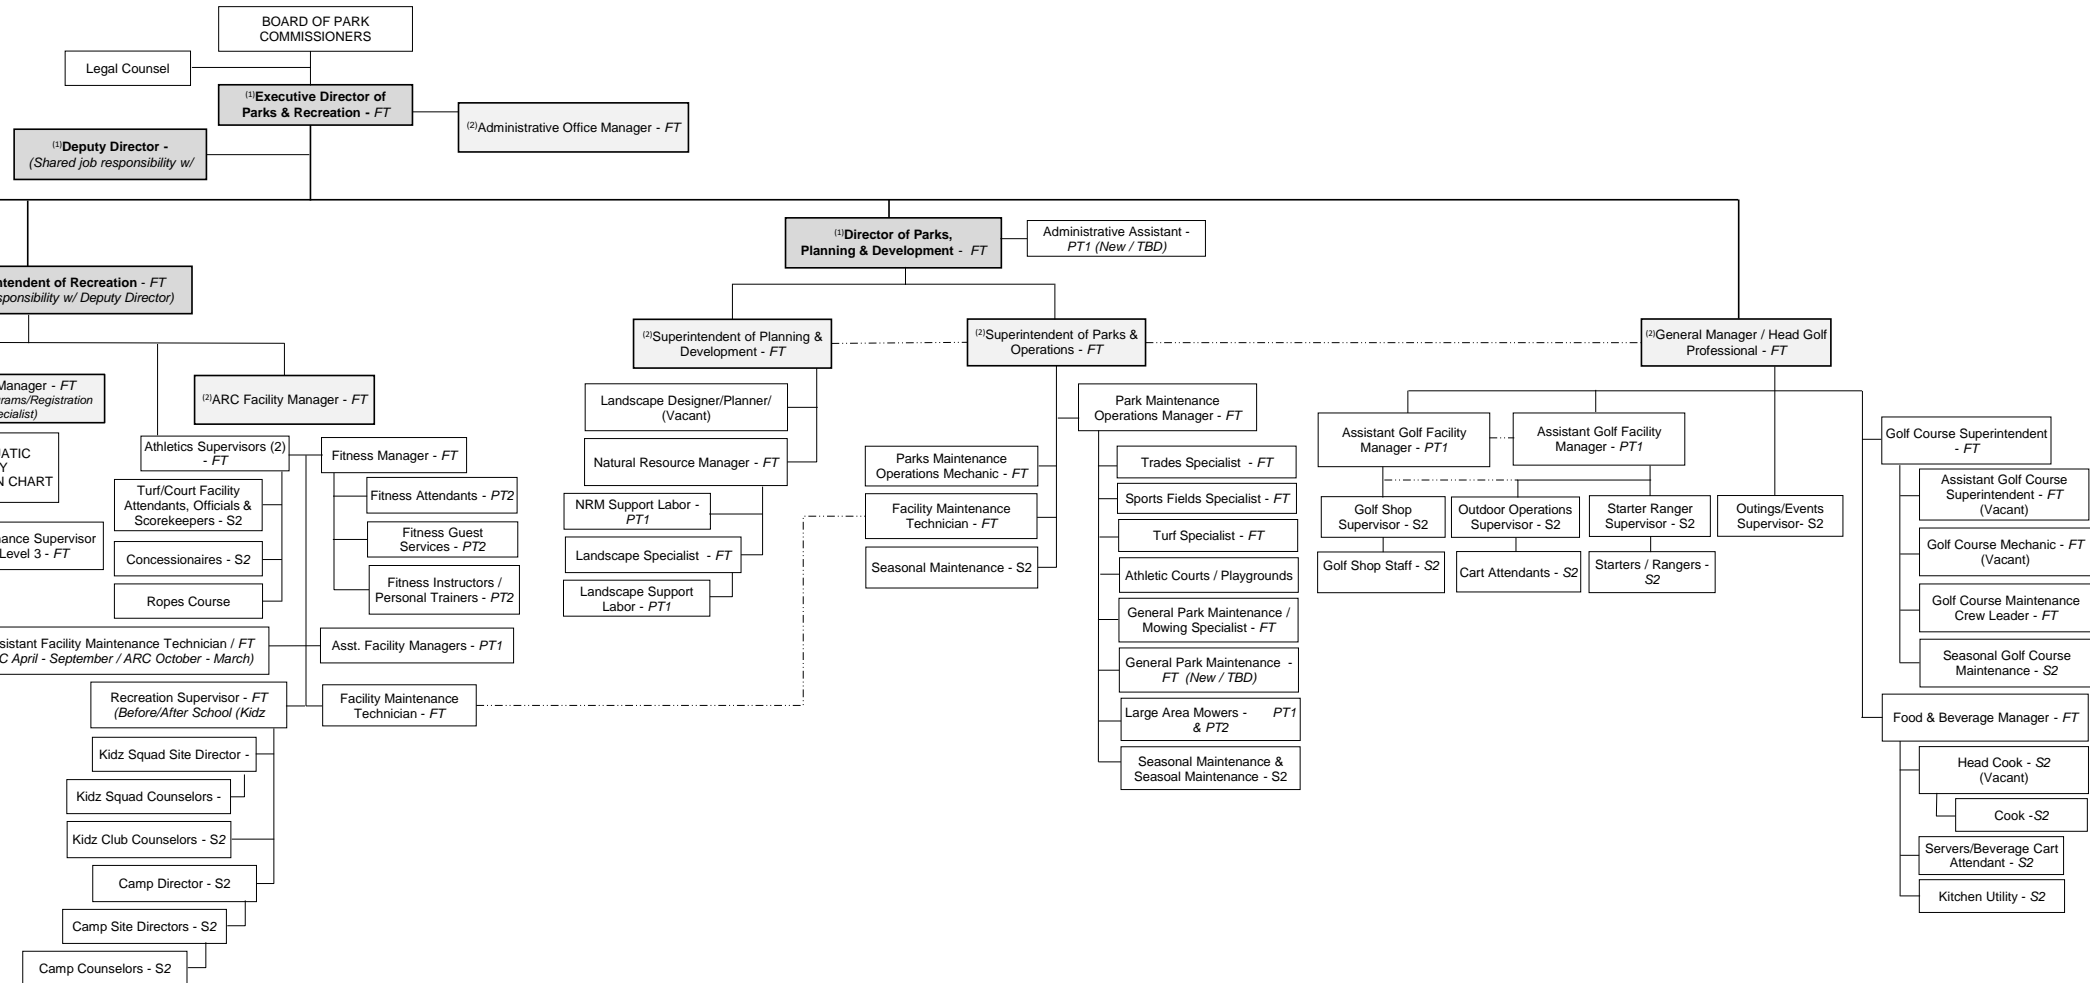 BOARD OF PARK
COMMISSIONERS
Legal Counsel
(1)Executive Director of
Parks & Recreation - FT
(2)Administrative Office Manager - FT
(1)Deputy Director -
(Shared job responsibility w/
(1)Director of Parks,
Planning & Development - FT
Administrative Assistant -
PT1 (New / TBD)
ntendent of Recreation - FT
sponsibility w/ Deputy Director)
(2)Superintendent of Planning &
Development - FT
(2)Superintendent of Parks &
Operations - FT
(2)General Manager / Head Golf
Professional - FT
Manager - FT
rams/Registration
ecialist)
(2)ARC Facility Manager - FT
ATIC
Y
N CHART
Athletics Supervisors (2)
- FT
Fitness Manager - FT
Turf/Court Facility
Attendants, Officials &
Scorekeepers - S2
Fitness Attendants - PT2
ance Supervisor
Level 3 - FT
Concessionaires - S2
Fitness Guest
Services - PT2
Ropes Course
Fitness Instructors /
Personal Trainers - PT2
sistant Facility Maintenance Technician / FT
C April - September / ARC October - March)
Asst. Facility Managers - PT1
Recreation Supervisor - FT
(Before/After School (Kidz
Facility Maintenance
Technician - FT
Kidz Squad Site Director -
Kidz Squad Counselors -
Kidz Club Counselors - S2
Camp Director - S2
Camp Site Directors - S2
Camp Counselors - S2
Landscape Designer/Planner/
(Vacant)
Natural Resource Manager - FT
NRM Support Labor -
PT1
Landscape Specialist - FT
Landscape Support
Labor - PT1
Park Maintenance
Operations Manager - FT
Parks Maintenance
Operations Mechanic - FT
Facility Maintenance
Technician - FT
Seasonal Maintenance - S2
Trades Specialist - FT
Sports Fields Specialist - FT
Turf Specialist - FT
Athletic Courts / Playgrounds
General Park Maintenance /
Mowing Specialist - FT
General Park Maintenance -
FT (New / TBD)
Large Area Mowers - PT1
& PT2
Seasonal Maintenance &
Seasoal Maintenance - S2
Assistant Golf Facility
Manager - PT1
Assistant Golf Facility
Manager - PT1
Golf Shop
Supervisor - S2
Outdoor Operations
Supervisor - S2
Starter Ranger
Supervisor - S2
Outings/Events
Supervisor- S2
Golf Shop Staff - S2
Cart Attendants - S2
Starters / Rangers -
S2
Golf Course Superintendent
- FT
Assistant Golf Course
Superintendent - FT
(Vacant)
Golf Course Mechanic - FT
(Vacant)
Golf Course Maintenance
Crew Leader - FT
Seasonal Golf Course
Maintenance - S2
Food & Beverage Manager - FT
Head Cook - S2
(Vacant)
Cook -S2
Servers/Beverage Cart
Attendant - S2
Kitchen Utility - S2